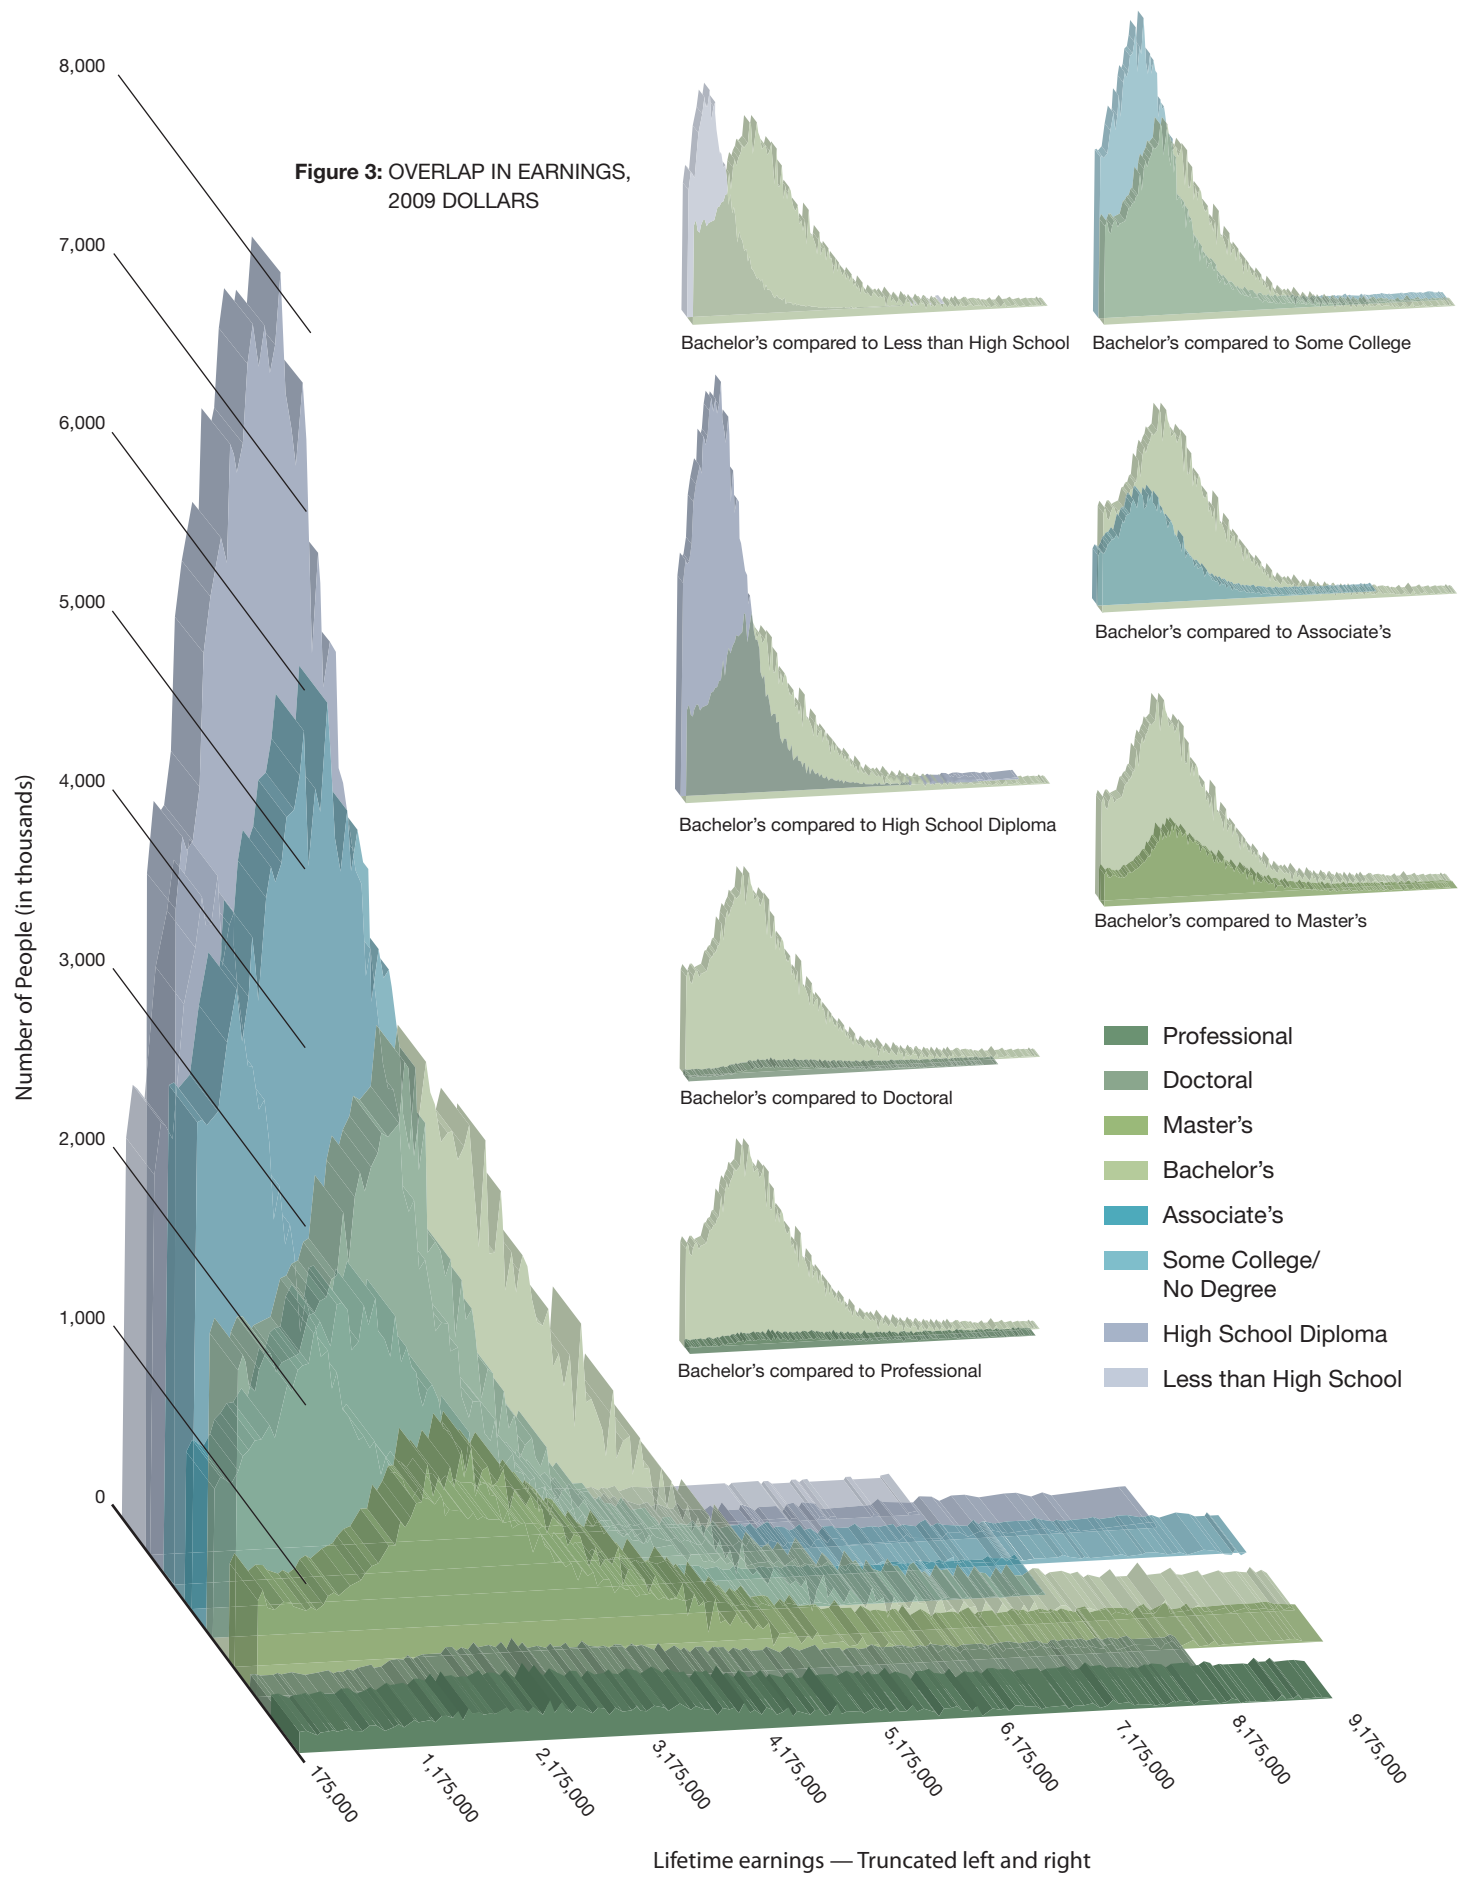 Figure 3: OVERLAP IN EARNINGS,
2009 DOLLARS
Number of People (in thousands)
8,000
7,000
6,000
5,000
4,000
3,000
2,000
1,000
0
Bachelor's compared to Less than High School
Bachelor's compared to Some College
Bachelor's compared to High School Diploma
Bachelor's compared to Associate's
Bachelor's compared to Master's
Bachelor's compared to Doctoral
Bachelor's compared to Professional
Professional
Doctoral
Master's
Bachelor's
Associate's
Some College/
No Degree
High School Diploma
Less than High School
175,000
1,175,000
2,175,000
3,175,000
4,175,000
5,175,000
6,175,000
7,175,000
8,175,000
9,175,000
Lifetime earnings — Truncated left and right